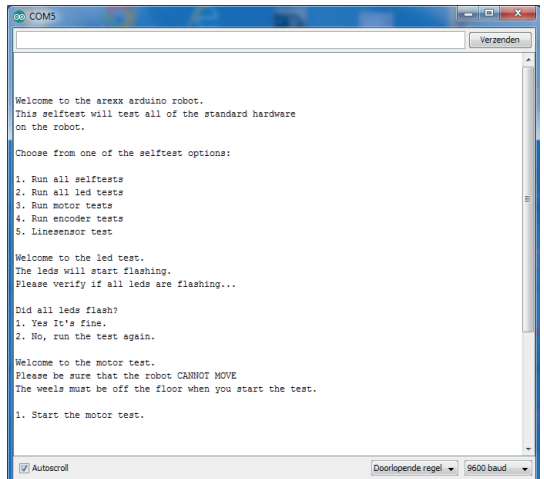 COM5
Verzenden
Welcome to the arexx arduino robot.
This selftest will test all of the standard hardware
on the robot.
Choose from one of the selftest options:
1. Run all selftests
2. Run all led tests
3. Run motor tests
4. Run encoder tests
5. Linesensor test
Welcome to the led test.
The leds will start flashing.
Please verify if all leds are flashing...
Did all leds flash?
1. Yes It's fine.
2. No, run the test again.
Welcome to the motor test.
Please be sure that the robot CANNOT MOVE
The weels must be off the floor when you start the test.
1. Start the motor test.
Autoscroll
Doorlopende regel
9600 baud